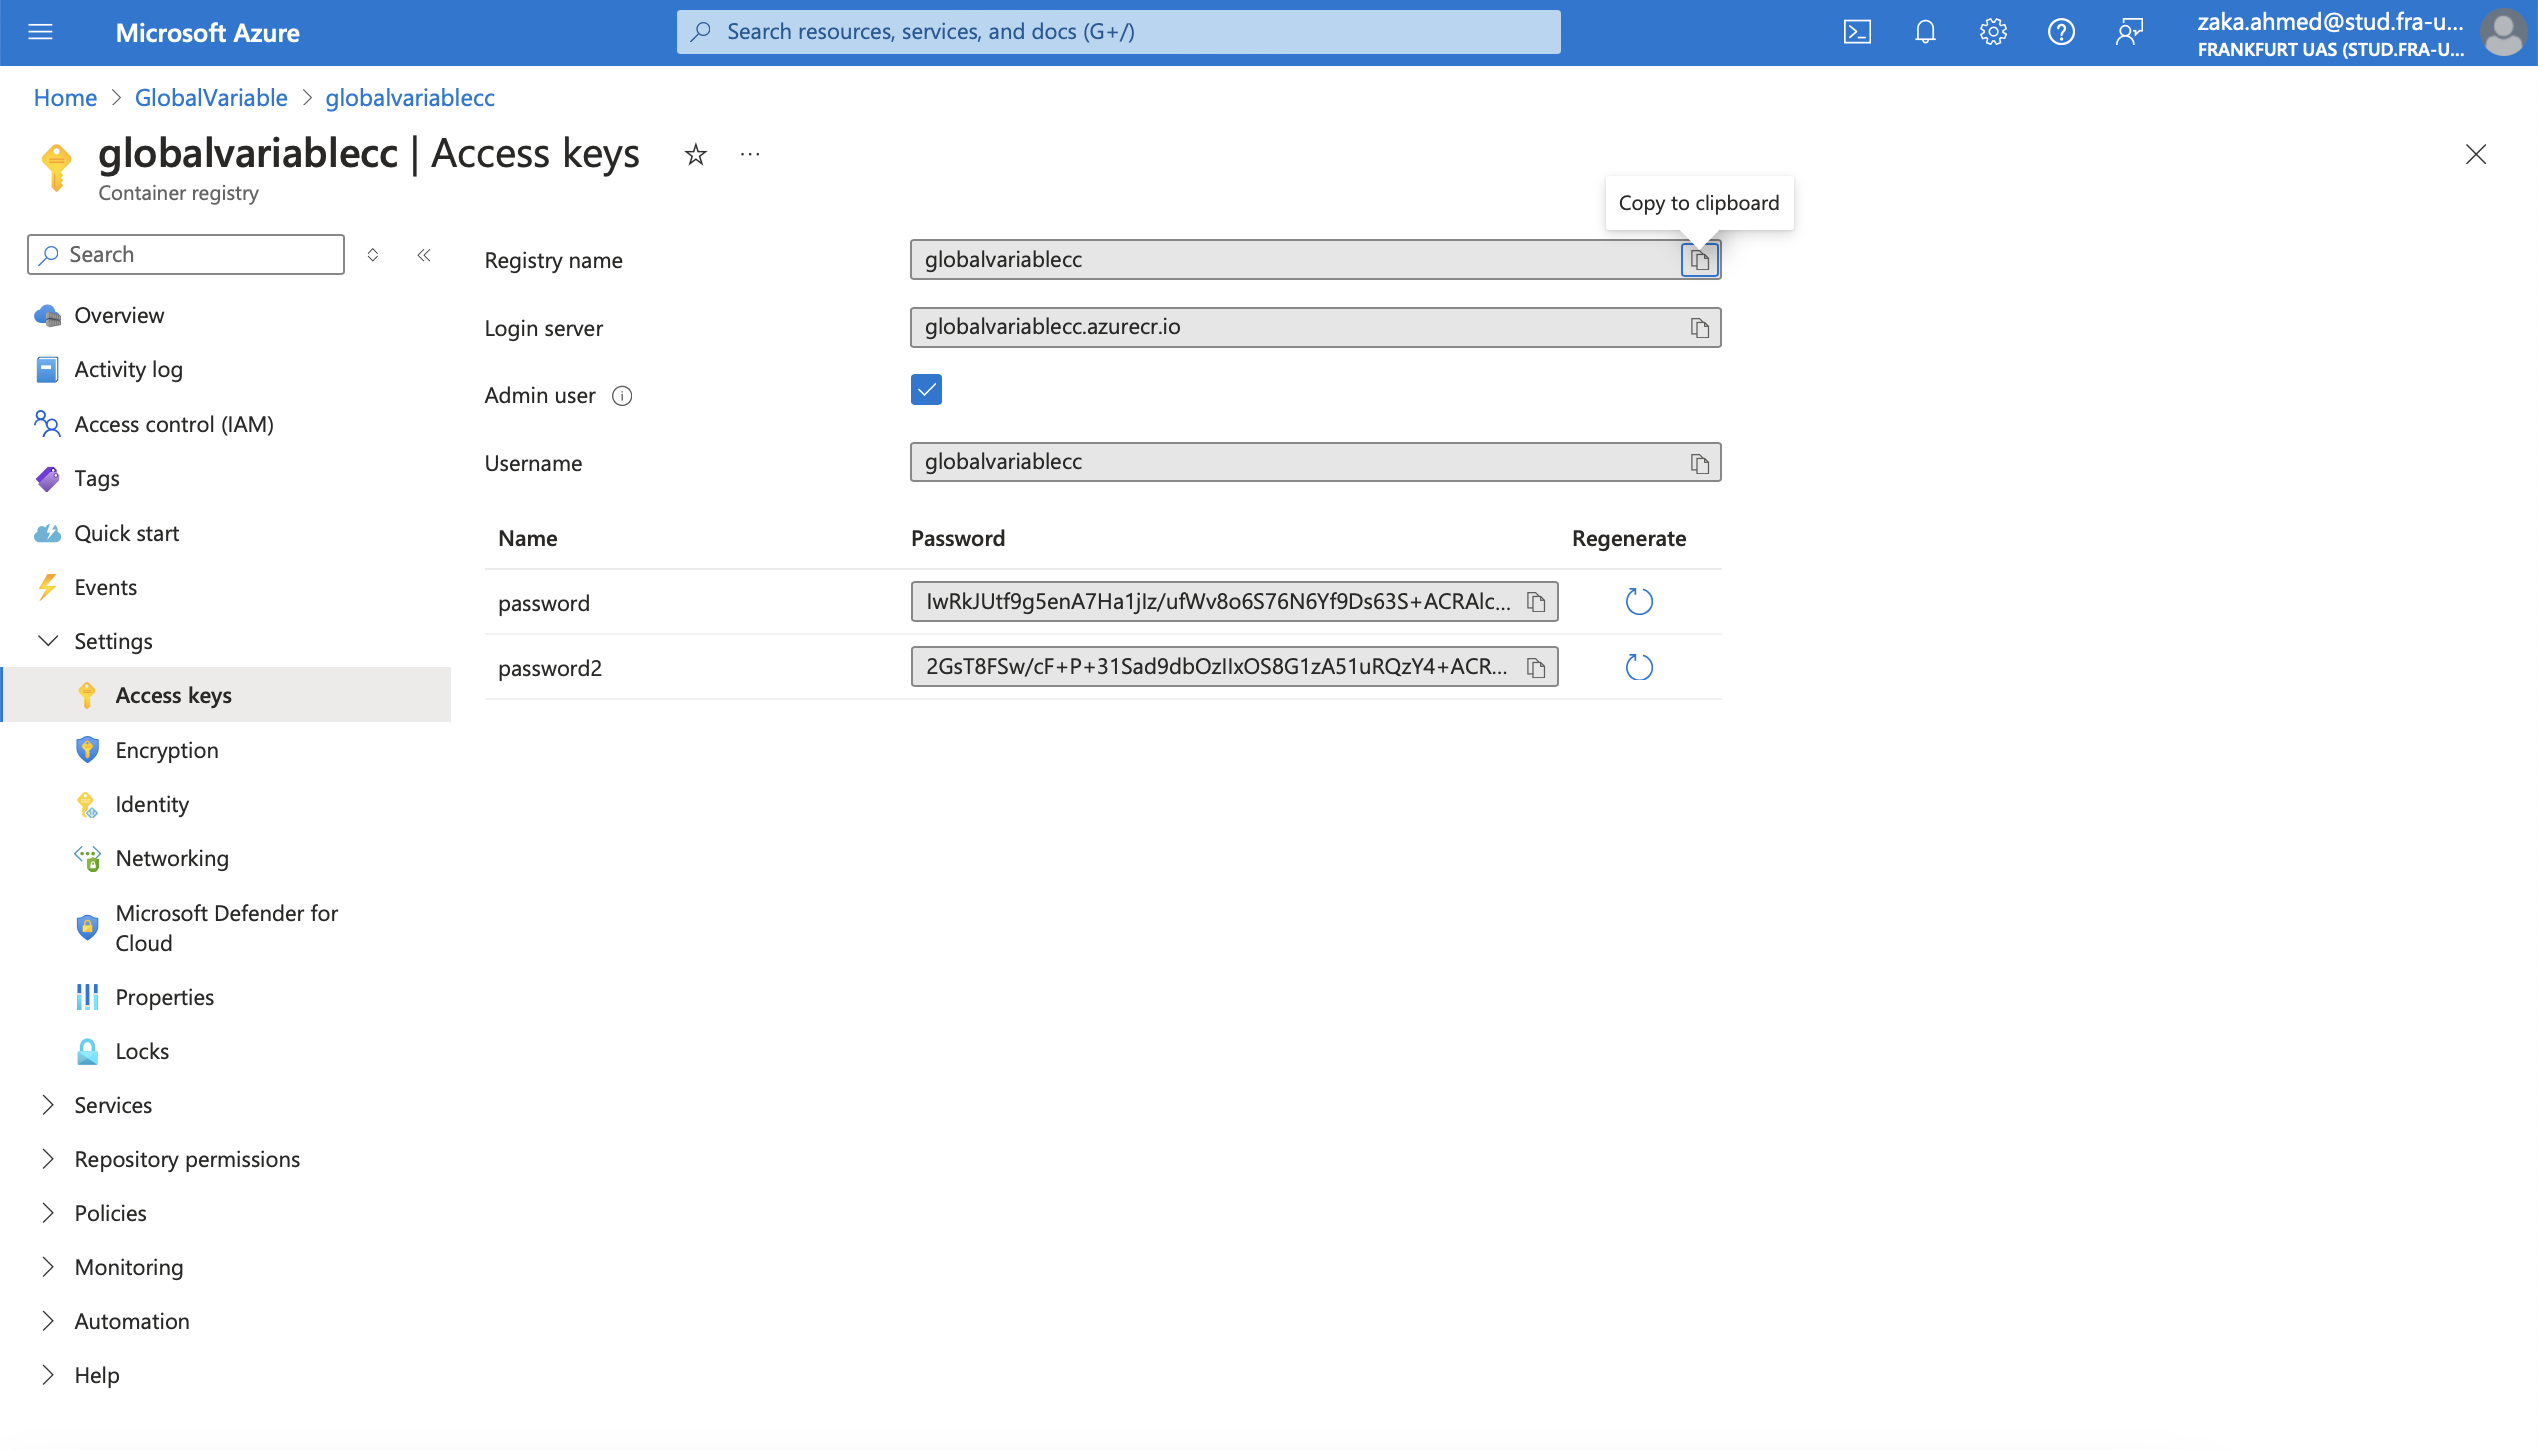 Microsoft Azure
Search resources, services, and docs (G+/)
zaka.ahmed@stud.fra-u...
FRANKFURT UAS (STUD.FRA-U...
Home > GlobalVariable > globalvariablecc
globalvariablecc | Access keys
Container registry
Copy to clipboard
Search
Overview
Activity log
Access control (IAM)
Tags
Quick start
Events
Settings
Access keys
Encryption
Identity
Networking
Microsoft Defender for
Cloud
Properties
Locks
Services
Repository permissions
Policies
Monitoring
Automation
Help
Registry name globalvariablecc
Login server globalvariablecc.azurecr.io
Admin user
Username globalvariablecc
Name Password Regenerate
password IwRkJUtf9g5enA7Ha1jIz/ufWv8o6S76N6Yf9Ds63S+ACRAlc...
password2 2GsT8FSw/cF+P+31Sad9dbOzIIxOS8G1zA51uRQzY4+ACR...